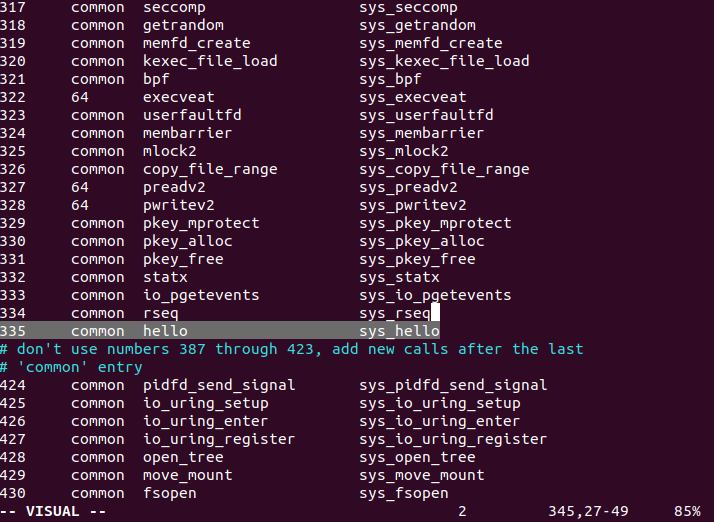 317 common seccomp sys_seccomp
318 common getrandom sys_getrandom
319 common memfd_create sys_memfd_create
320 common kexec_file_load sys_kexec_file_load
321 common bpf sys_bpf
322 64 execveat sys_execveat
323 common userfaultfd sys_userfaultfd
324 common membarrier sys_membarrier
325 common mlock2 sys_mlock2
326 common copy_file_range sys_copy_file_range
327 64 preadv2 sys_preadv2
328 64 pwritev2 sys_pwritev2
329 common pkey_mprotect sys_pkey_mprotect
330 common pkey_alloc sys_pkey_alloc
331 common pkey_free sys_pkey_free
332 common statx sys_statx
333 common io_pgetevents sys_io_pgetevents
334 common rseq sys_rseq
335 common hello sys_hello
# don't use numbers 387 through 423, add new calls after the last
# 'common' entry
424 common pidfd_send_signal sys_pidfd_send_signal
425 common io_uring_setup sys_io_uring_setup
426 common io_uring_enter sys_io_uring_enter
427 common io_uring_register sys_io_uring_register
428 common open_tree sys_open_tree
429 common move_mount sys_move_mount
430 common fsopen sys_fsopen
-- VISUAL -- 2 345,27-49 85%